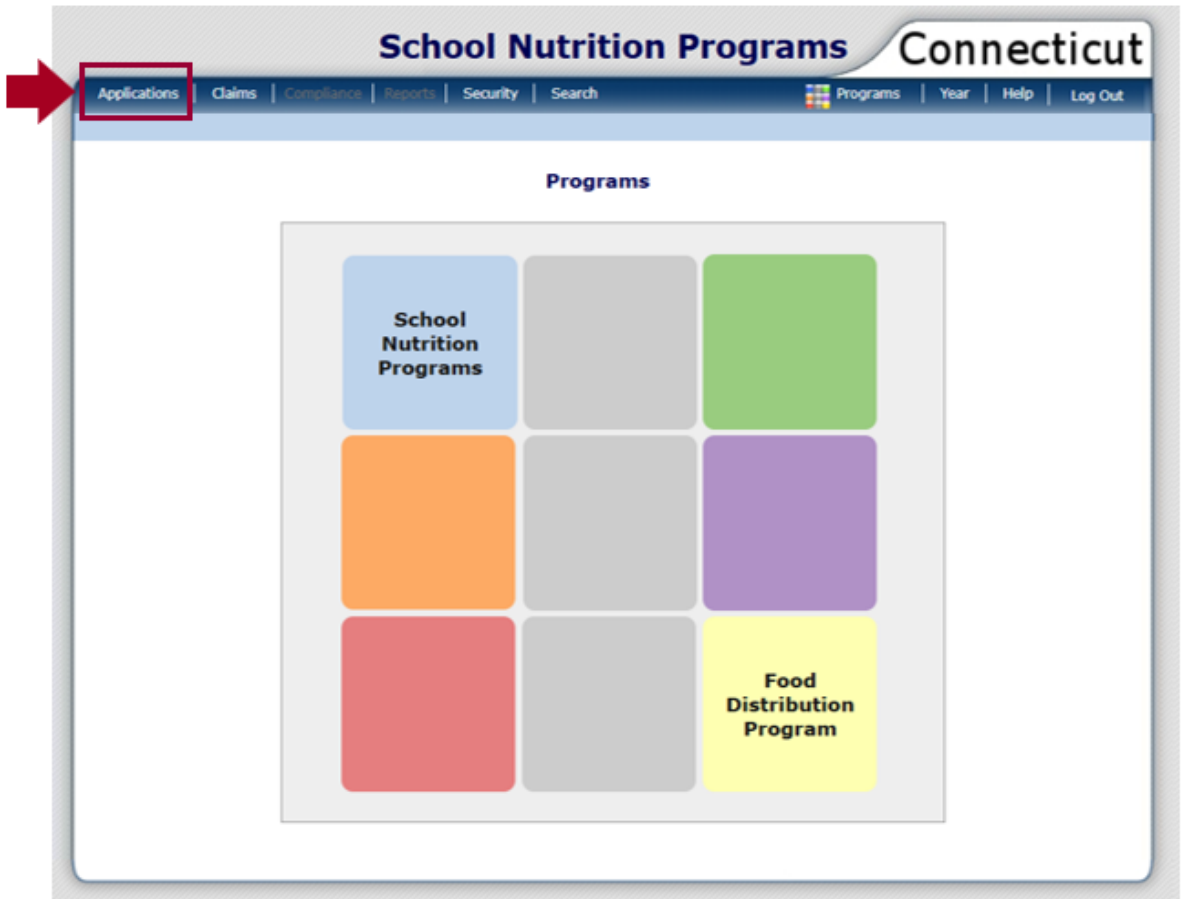 School Nutrition Programs Connecticut
Applications | Claims | Compliance | Reports | Security | Search Programs | Year | Help | Log Out
Programs
School
Nutrition
Programs
Food
Distribution
Program